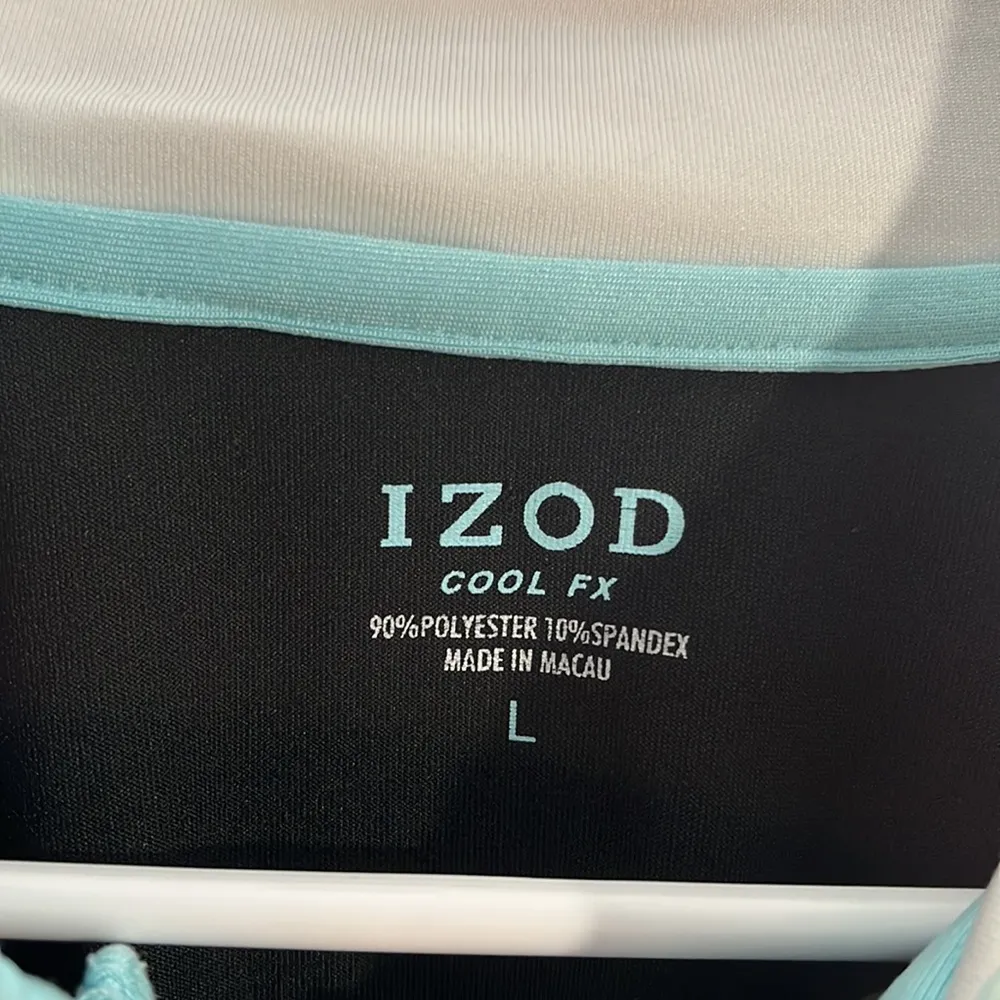 IZOD
COOL FX
90%POLYESTER 10%SPANDEX
MADE IN MACAU
L